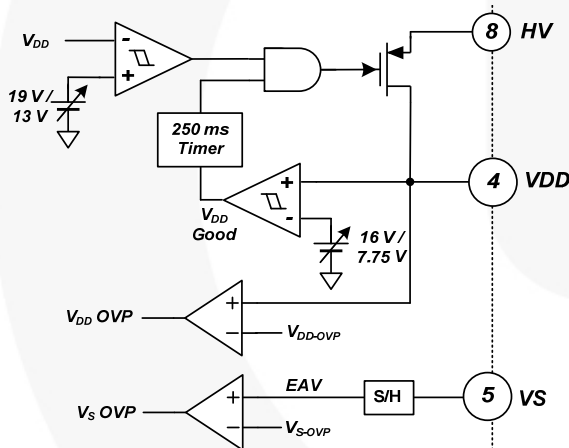 VDD
-
+
19 V /
13 V
8
HV
250 ms
Timer
+
-
VDD
Good
4
VDD
16 V /
7.75 V
VDD OVP
+
−
VDD-OVP
VS OVP
+
−
EAV
S/H
VS-OVP
5
VS